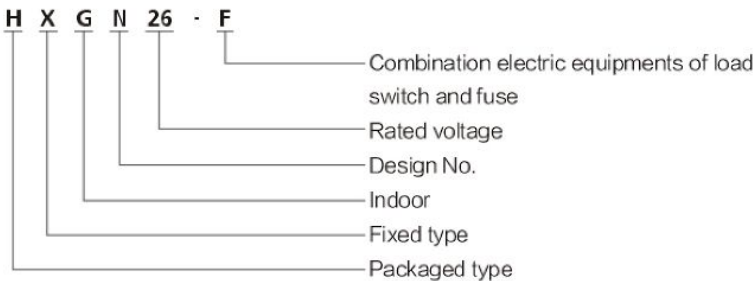 H X G N 26 - F
Combination electric equipments of load
switch and fuse
Rated voltage
Design No.
Indoor
Fixed type
Packaged type